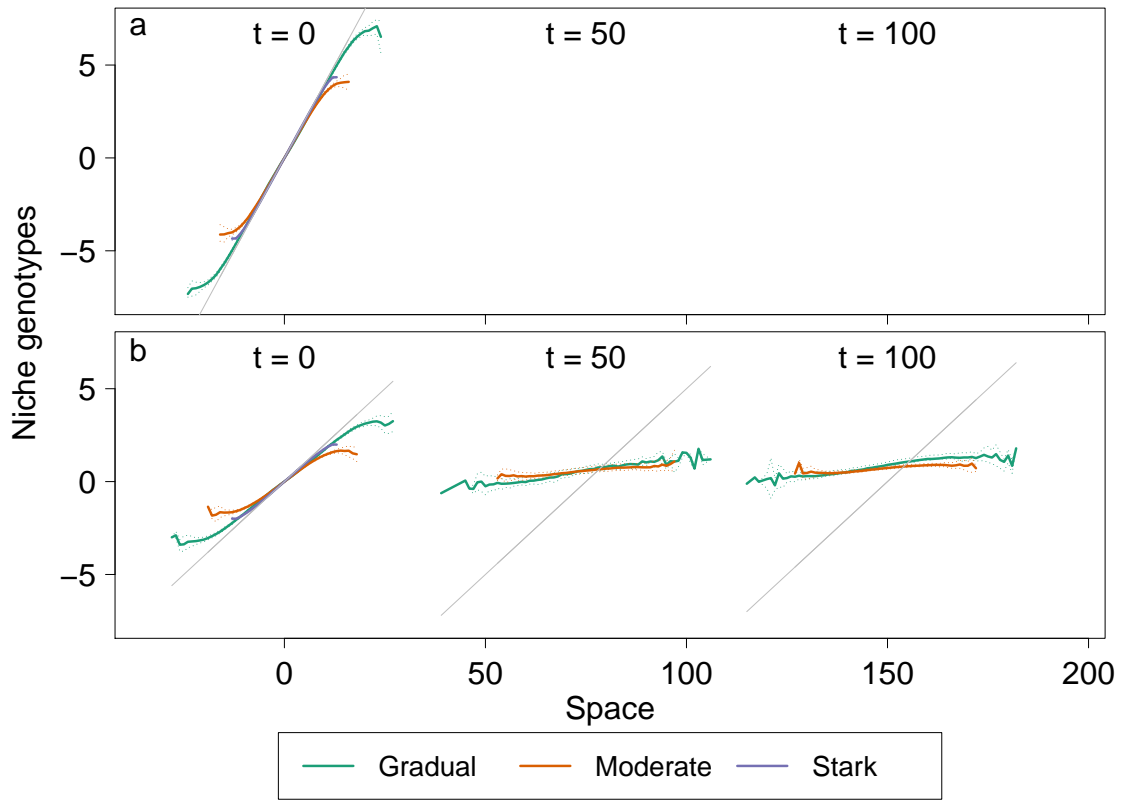 a
t = 0 t = 50 t = 100
5
0
−5
Niche genotypes
b
t = 0 t = 50 t = 100
5
0
−5
0 50 100 150 200
Space
Gradual Moderate Stark